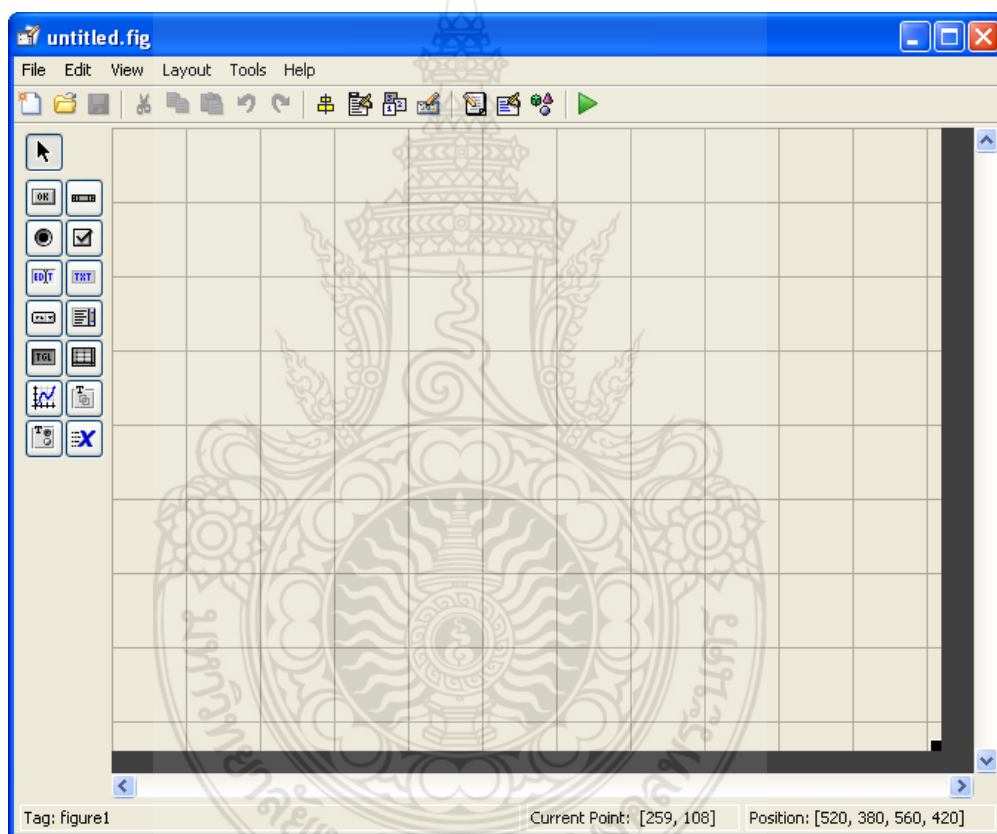 untitled.fig
File Edit View Layout Tools Help
OK
EDIT TXT
TGL
Tag: figure1 Current Point: [259, 108] Position: [520, 380, 560, 420]